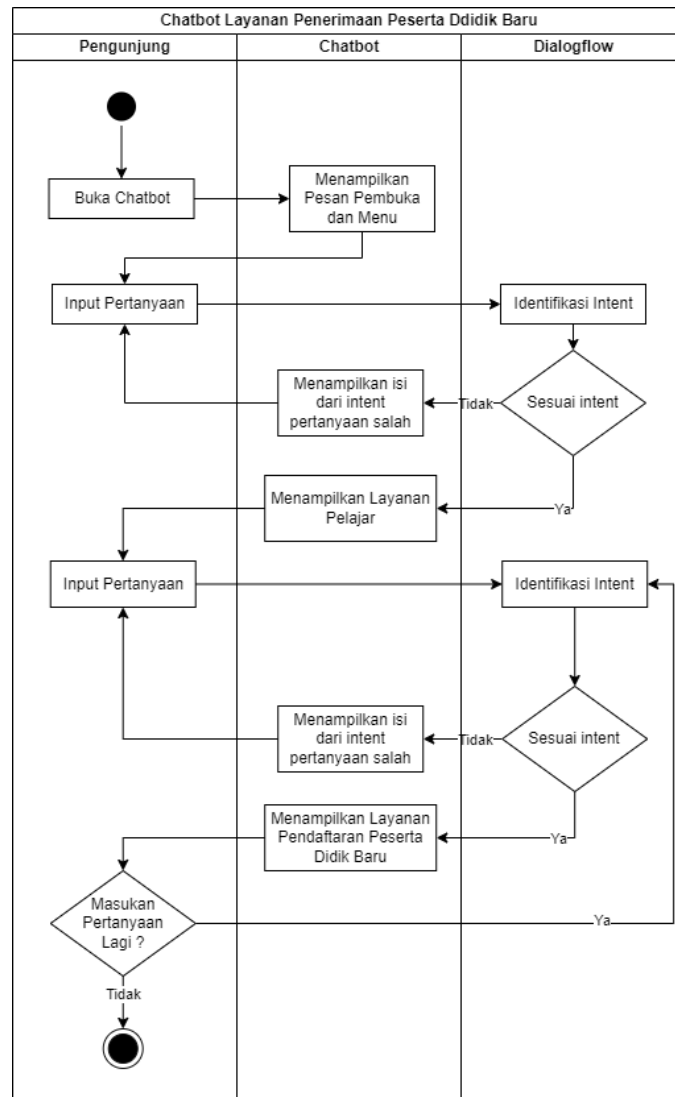 Chatbot Layanan Penerimaan Peserta Ddidik Baru
Pengunjung
Chatbot
Dialogflow
Buka Chatbot
Menampilkan
Pesan Pembuka
dan Menu
Input Pertanyaan
Identifikasi Intent
Menampilkan isi
dari intent
pertanyaan salah
Tidak
Sesuai intent
Menampilkan Layanan
Pelajar
Ya
Input Pertanyaan
Identifikasi Intent
Menampilkan isi
dari intent
pertanyaan salah
Tidak
Sesuai intent
Menampilkan Layanan
Pendaftaran Peserta
Didik Baru
Ya
Masukan
Pertanyaan
Lagi ?
Ya
Tidak